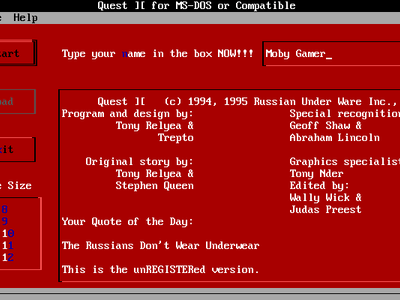 Quest ][ for MS-DOS or Compatible
: Help
art
Type your name in the box NOW!!!
Moby Gamer_
oad
Quest ][ (c) 1994, 1995 Russian Under Ware Inc.,
Program and design by:
Special recognition
Tony Relyea &
Geoff Shaw &
Trepto
Abraham Lincoln
it
Original story by:
Graphics specialist
Tony Relyea &
Tony Nder
Stephen Queen
Edited by:
e Size
Wally Wick &
Judas Preest
8
9
10
11
12
Your Quote of the Day:
The Russians Don't Wear Underwear
This is the unREGISTERed version.